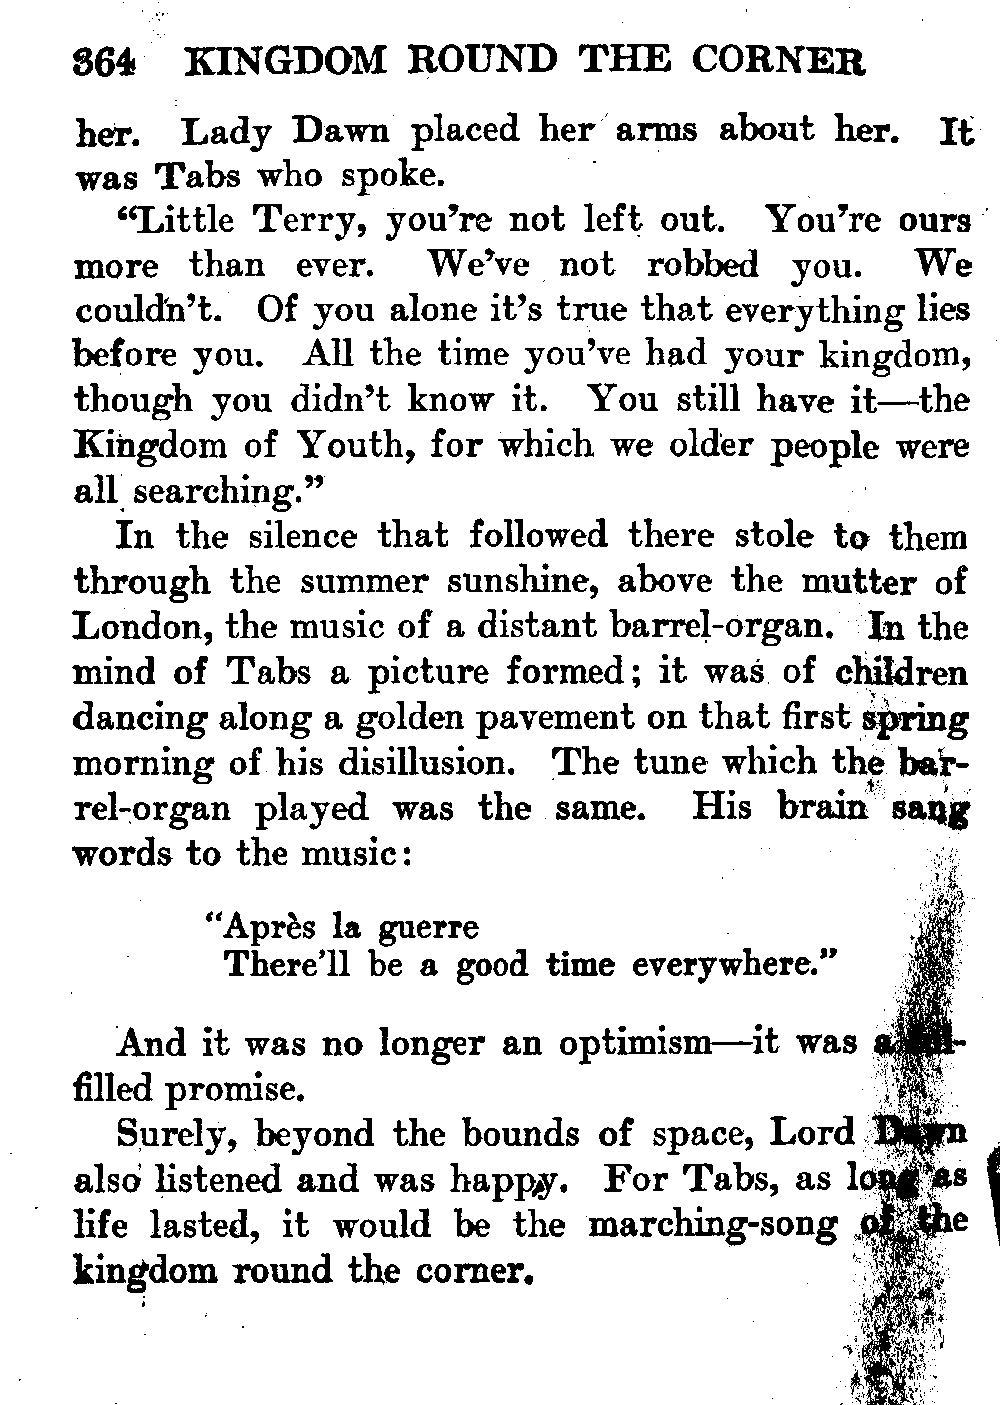 364 KINGDOM ROUND THE CORNER
her. Lady Dawn placed her arms about her. It
was Tabs who spoke.
“Little Terry, you’re not left out. You’re ours
more than ever. We’ve not robbed you. We
couldn’t. Of you alone it’s true that everything lies
before you. All the time you’ve had your kingdom,
though you didn’t know it. You still have it—the
Kingdom of Youth, for which we older people were
all searching.”
In the silence that followed there stole to them
through the summer sunshine, above the mutter of
London, the music of a distant barrel-organ. In the
mind of Tabs a picture formed; it was of children
dancing along a golden pavement on that first spring
morning of his disillusion. The tune which the bar-
rel-organ played was the same. His brain sang
words to the music:
“Après la guerre
There’ll be a good time everywhere.”
And it was no longer an optimism—it was a ful-
filled promise.
Surely, beyond the bounds of space, Lord Dawn
also listened and was happy. For Tabs, as long as
life lasted, it would be the marching-song of the
kingdom round the corner.